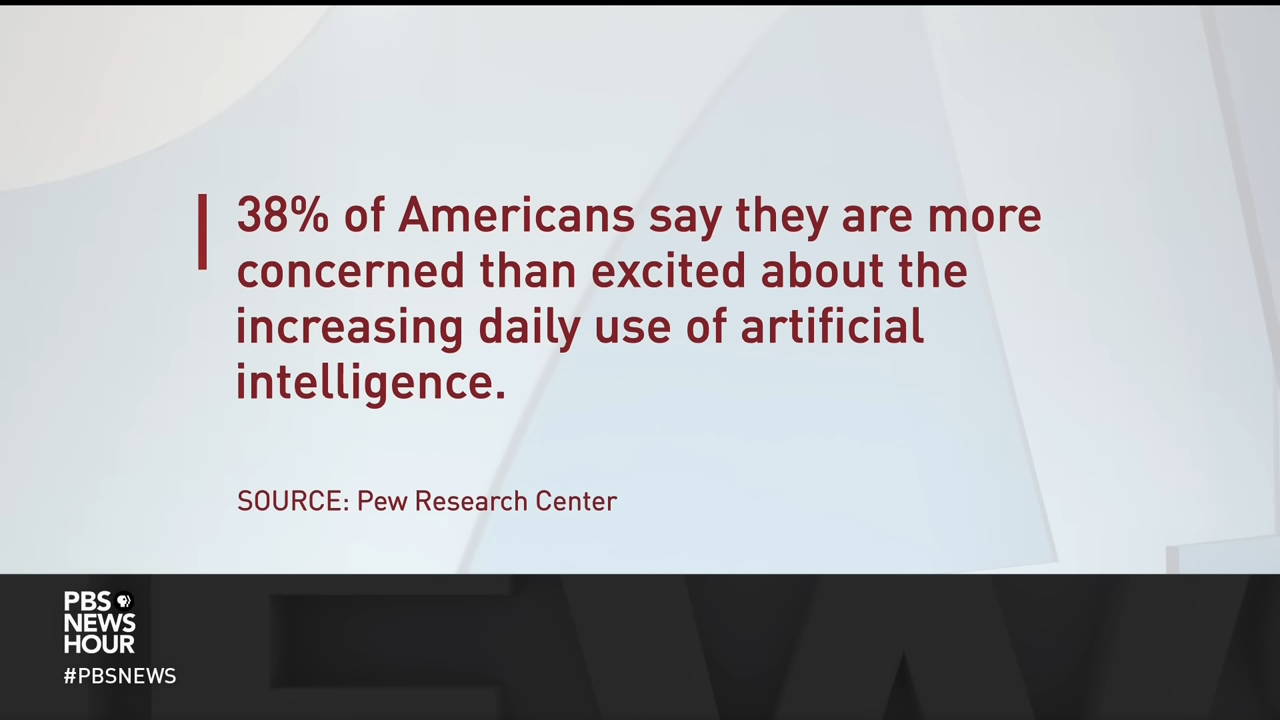 38% of Americans say they are more
concerned than excited about the
increasing daily use of artificial
intelligence.
SOURCE: Pew Research Center
PBS
NEWS
HOUR
#PBSNEWS